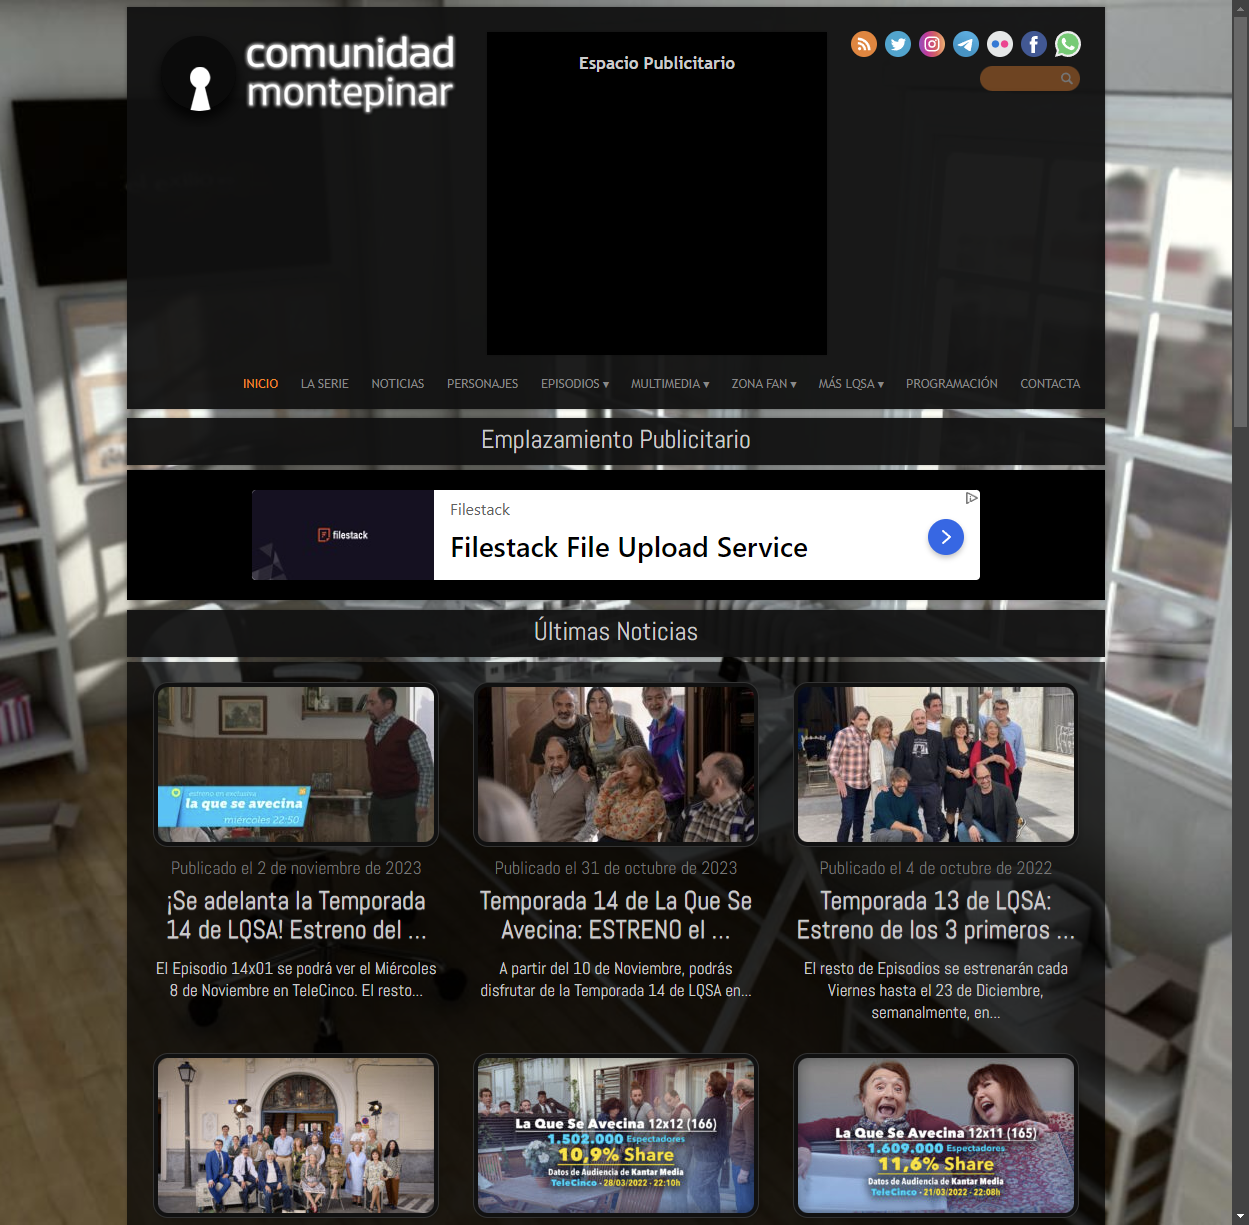 comunidad
montepinar
Espacio Publicitario
INICIO LA SERIE NOTICIAS PERSONAJES EPISODIOS ▾ MULTIMEDIA ▾ ZONA FAN ▾ MÁS LQSA ▾ PROGRAMACIÓN CONTACTA
Emplazamiento Publicitario
filestack
Filestack
Filestack File Upload Service
Últimas Noticias
estreno en exclusiva
la que se avecina
miércoles 22:50
Publicado el 2 de noviembre de 2023
¡Se adelanta la Temporada
14 de LQSA! Estreno del ...
El Episodio 14x01 se podrá ver el Miércoles
8 de Noviembre en TeleCinco. El resto...
Publicado el 31 de octubre de 2023
Temporada 14 de La Que Se
Avecina: ESTRENO el ...
A partir del 10 de Noviembre, podrás
disfrutar de la Temporada 14 de LQSA en...
Publicado el 4 de octubre de 2022
Temporada 13 de LQSA:
Estreno de los 3 primeros ...
El resto de Episodios se estrenarán cada
Viernes hasta el 23 de Diciembre,
semanalmente, en...
La Que Se Avecina 12x12 (166)
1.502.000 Espectadores
10,9% Share
Datos de Audiencia de Kantar Media
TeleCinco - 28/03/2022 - 22:10h
La Que Se Avecina 12x11 (165)
1.609.000 Espectadores
11,6% Share
Datos de Audiencia de Kantar Media
TeleCinco - 21/03/2022 - 22:08h